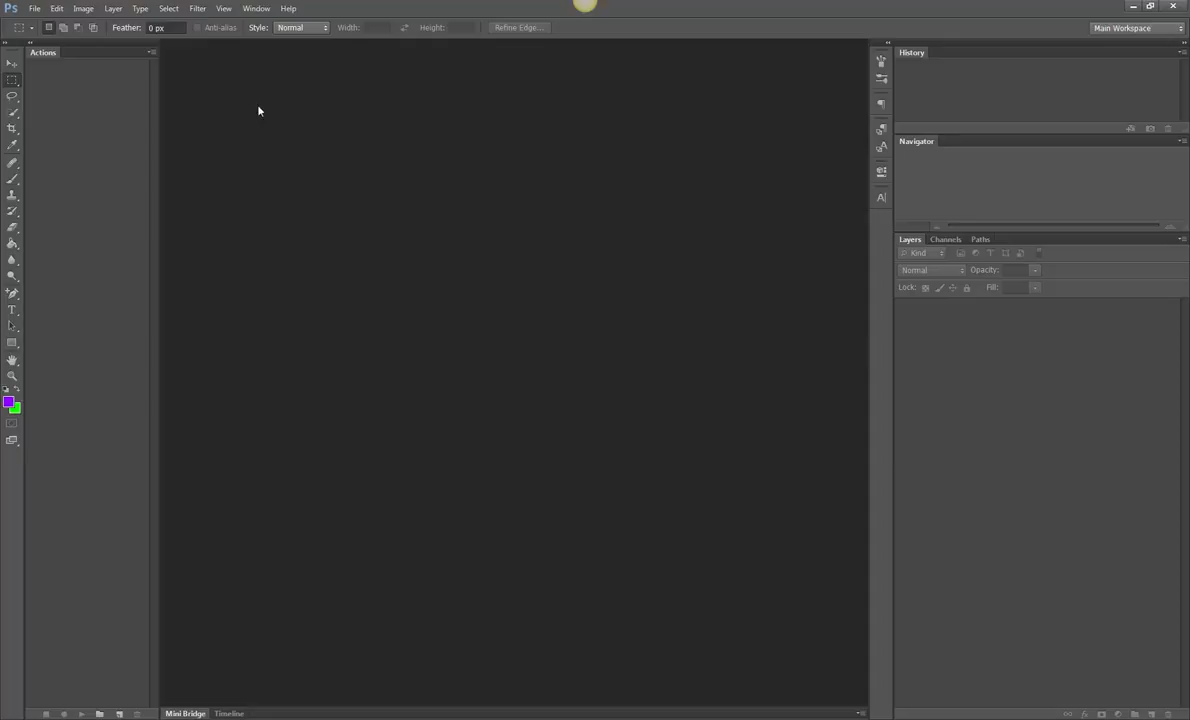 Ps File Edit Image Layer Type Select Filter View Window Help
Feather: 0 px Anti-alias Style: Normal Width: Height: Refine Edge... Main Workspace
Actions
History
Navigator
Layers Channels Paths
Kind
Normal Opacity:
Lock: Fill:
Mini Bridge Timeline